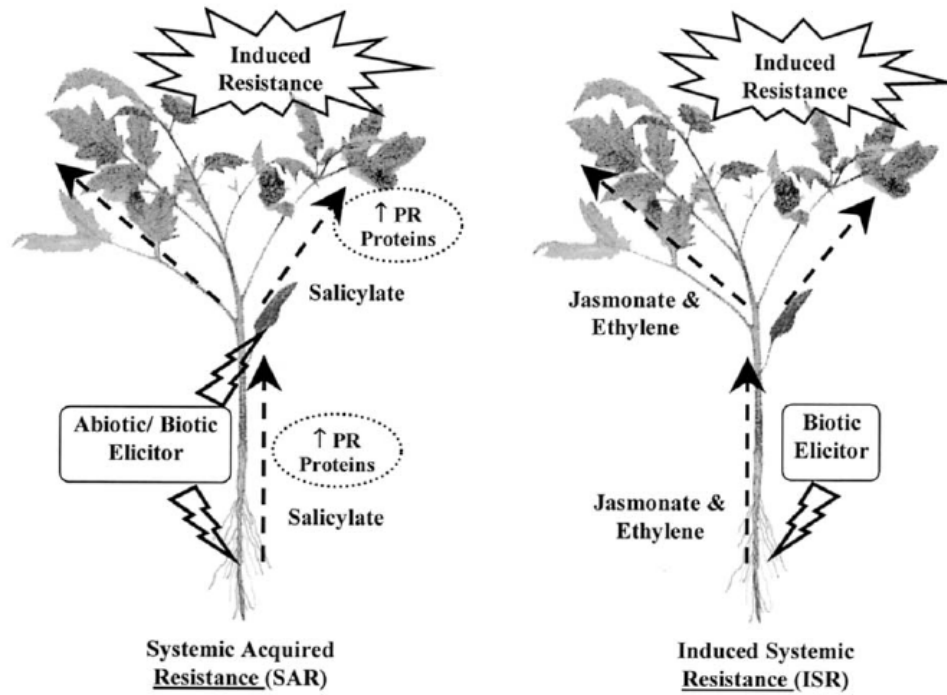 Induced
Resistance
↑ PR
Proteins
Salicylate
Abiotic/ Biotic
Elicitor
↑ PR
Proteins
Salicylate
Systemic Acquired
Resistance (SAR)
Induced
Resistance
Jasmonate &
Ethylene
Biotic
Elicitor
Jasmonate &
Ethylene
Induced Systemic
Resistance (ISR)